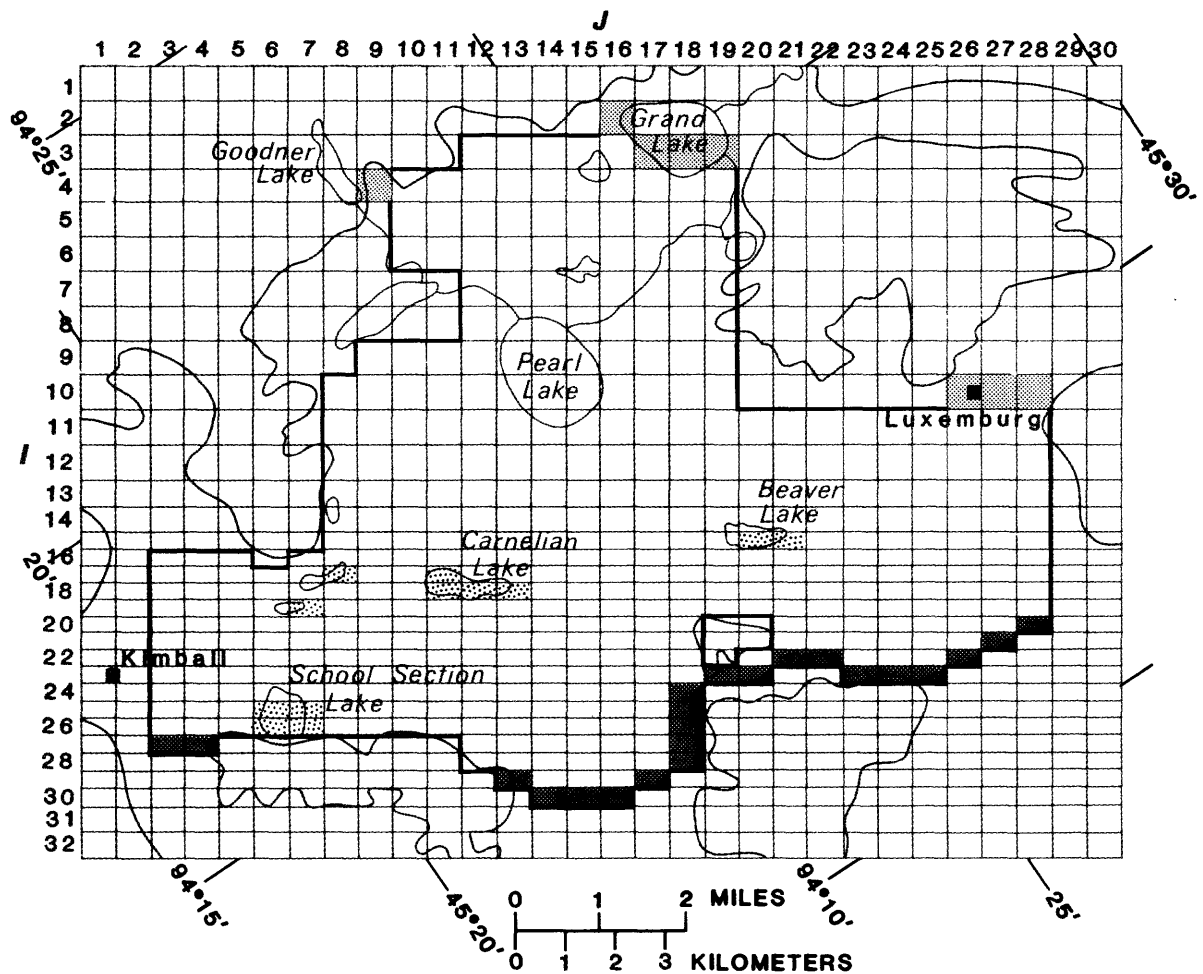 J
1 2 3 4 5 6 7 8 9 10 11 12 13 14 15 16 17 18 19 20 21 22 23 24 25 26 27 28 29 30
1
2
94°25'
Grand
Lake
Goodner
Lake
3
4
45°30'
5
6
7
8
9
Pearl
Lake
10
Luxemburg
11
I
12
13
Beaver
Lake
14
Carnelian
Lake
16
20'
18
20
22
Kimball
School Section
Lake
24
26
28
30
31
32
94°15'
45°20'
94°10'
25'
0 1 2 MILES
0 1 2 3 KILOMETERS